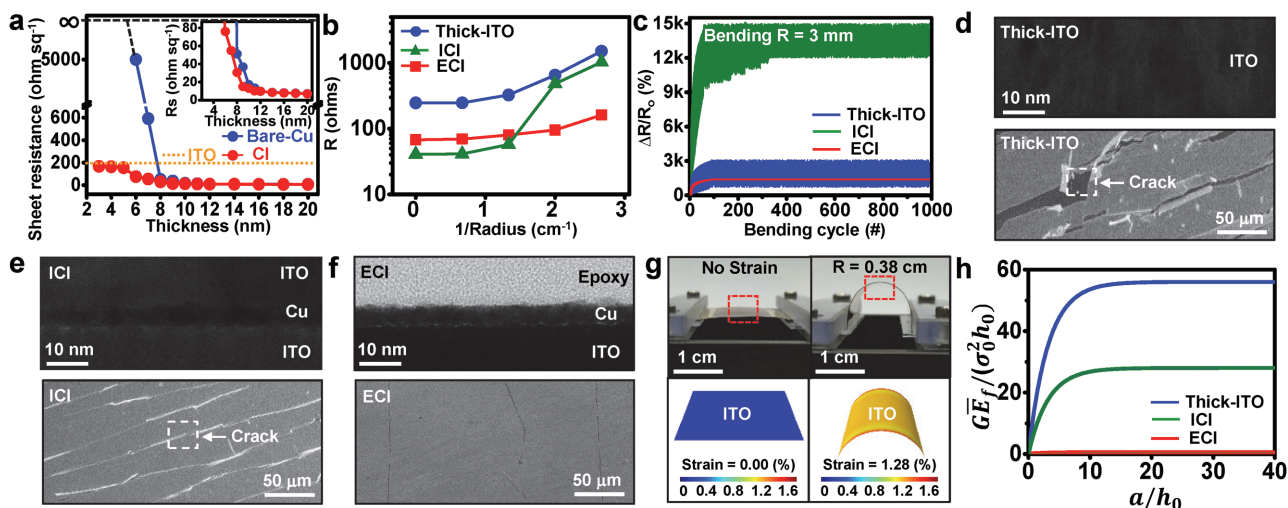 a
Sheet resistance (ohm sq⁻¹)
∞
5000
600
400
200
0
2 4 6 8 10 12 14 16 18 20
Thickness (nm)
Rs (ohm sq⁻¹)
80
60
40
20
0
4 8 12 16 20
Thickness (nm)
Bare-Cu
ITO
CI
b
R (ohms)
1000
100
10
Thick-ITO
ICI
ECI
0 1 2 3
1/Radius (cm⁻¹)
c
ΔR/Rₒ (%)
15k
12k
9k
6k
3k
0
Bending R = 3 mm
Thick-ITO
ICI
ECI
0 200 400 600 800 1000
Bending cycle (#)
d
Thick-ITO
ITO
10 nm
Thick-ITO
Crack
50 μm
e
ICI
ITO
Cu
10 nm
ITO
ICI
Crack
50 μm
f
ECI
Epoxy
Cu
10 nm
ITO
ECI
50 μm
g
No Strain
R = 0.38 cm
1 cm
1 cm
ITO
ITO
Strain = 0.00 (%)
Strain = 1.28 (%)
0 0.4 0.8 1.2 1.6
0 0.4 0.8 1.2 1.6
h
GĒ_f/(σ₀²h₀)
60
40
20
0
Thick-ITO
ICI
ECI
0 10 20 30 40
a/h₀